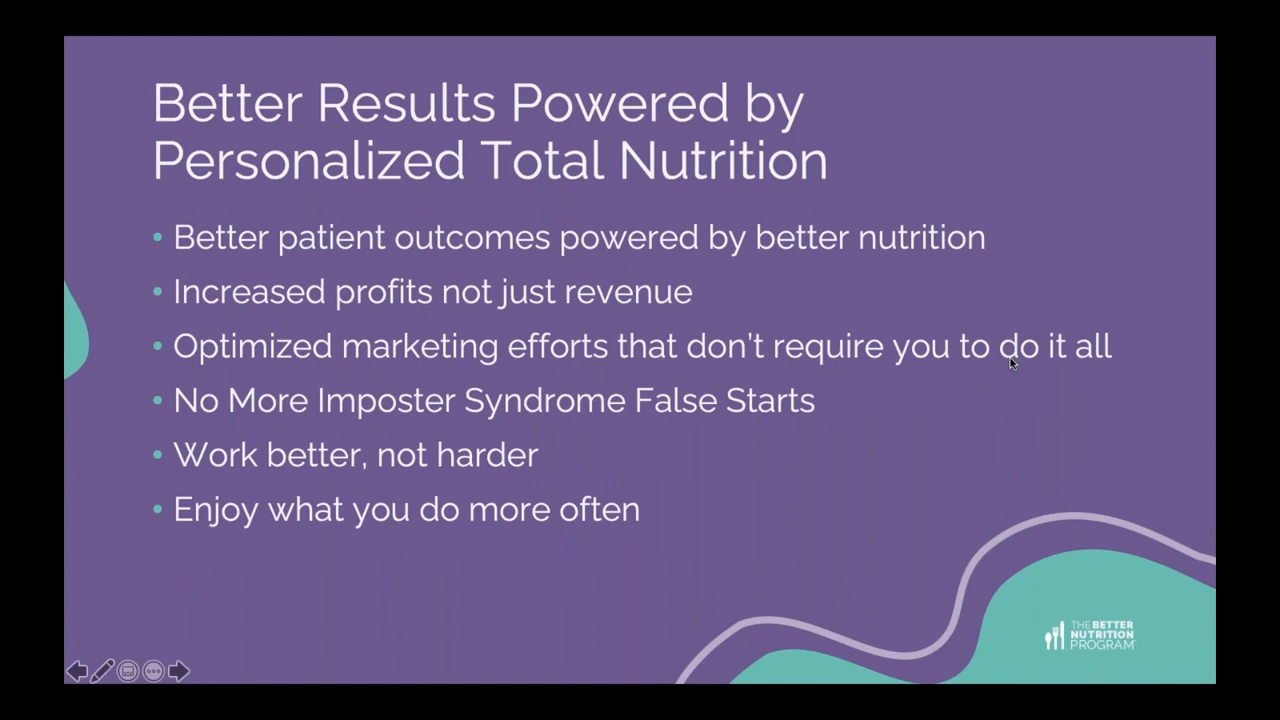 Better Results Powered by
Personalized Total Nutrition
• Better patient outcomes powered by better nutrition
• Increased profits not just revenue
• Optimized marketing efforts that don't require you to do it all
• No More Imposter Syndrome False Starts
• Work better, not harder
• Enjoy what you do more often
THE BETTER
NUTRITION
PROGRAM